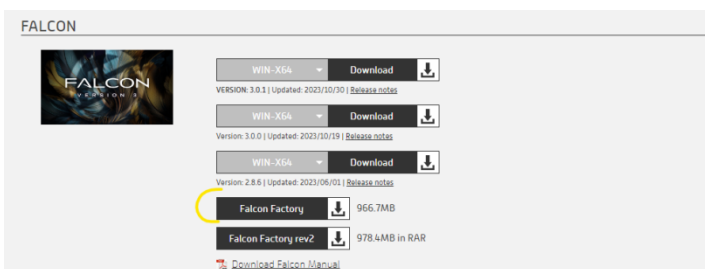 FALCON
FALCON
VERSION 3
WIN-X64 Download
VERSION: 3.0.1 | Updated: 2023/10/30 | Release notes
WIN-X64 Download
Version: 3.0.0 | Updated: 2023/10/19 | Release notes
WIN-X64 Download
Version: 2.8.6 | Updated: 2023/06/01 | Release notes
Falcon Factory 966.7MB
Falcon Factory rev2 978.4MB in RAR
Download Falcon Manual